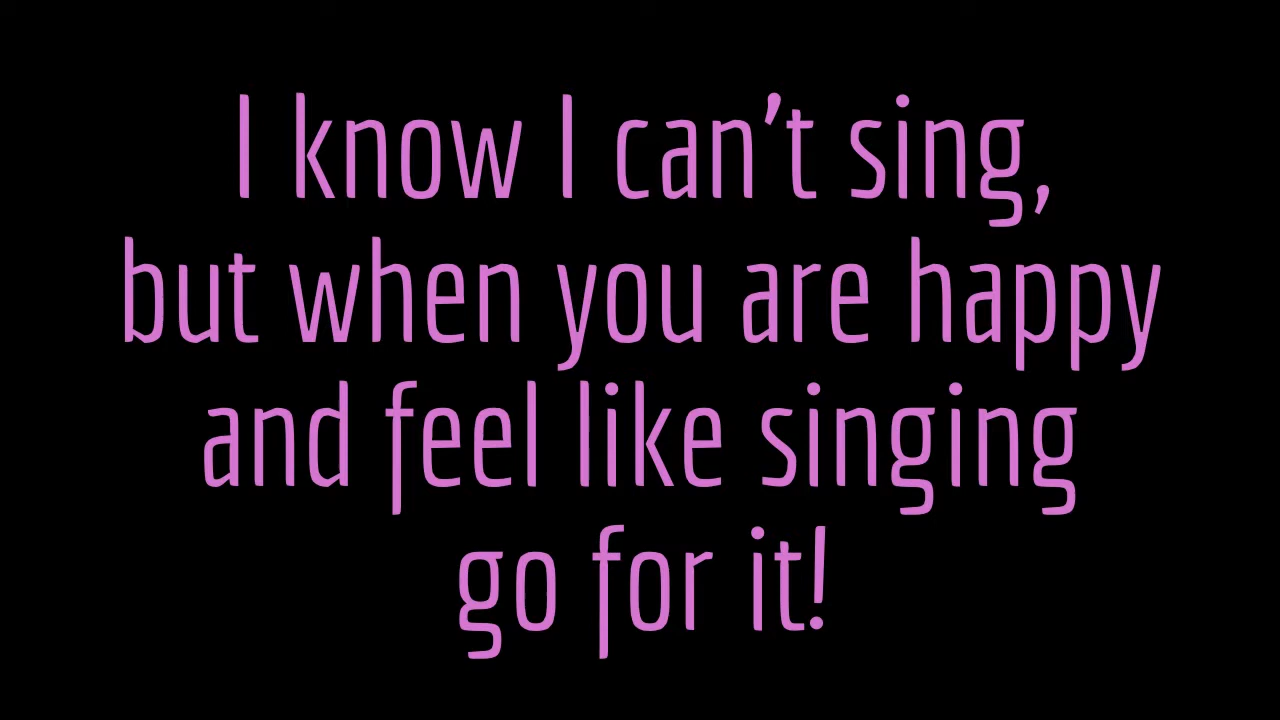 I know I can't sing,
but when you are happy
and feel like singing
go for it!